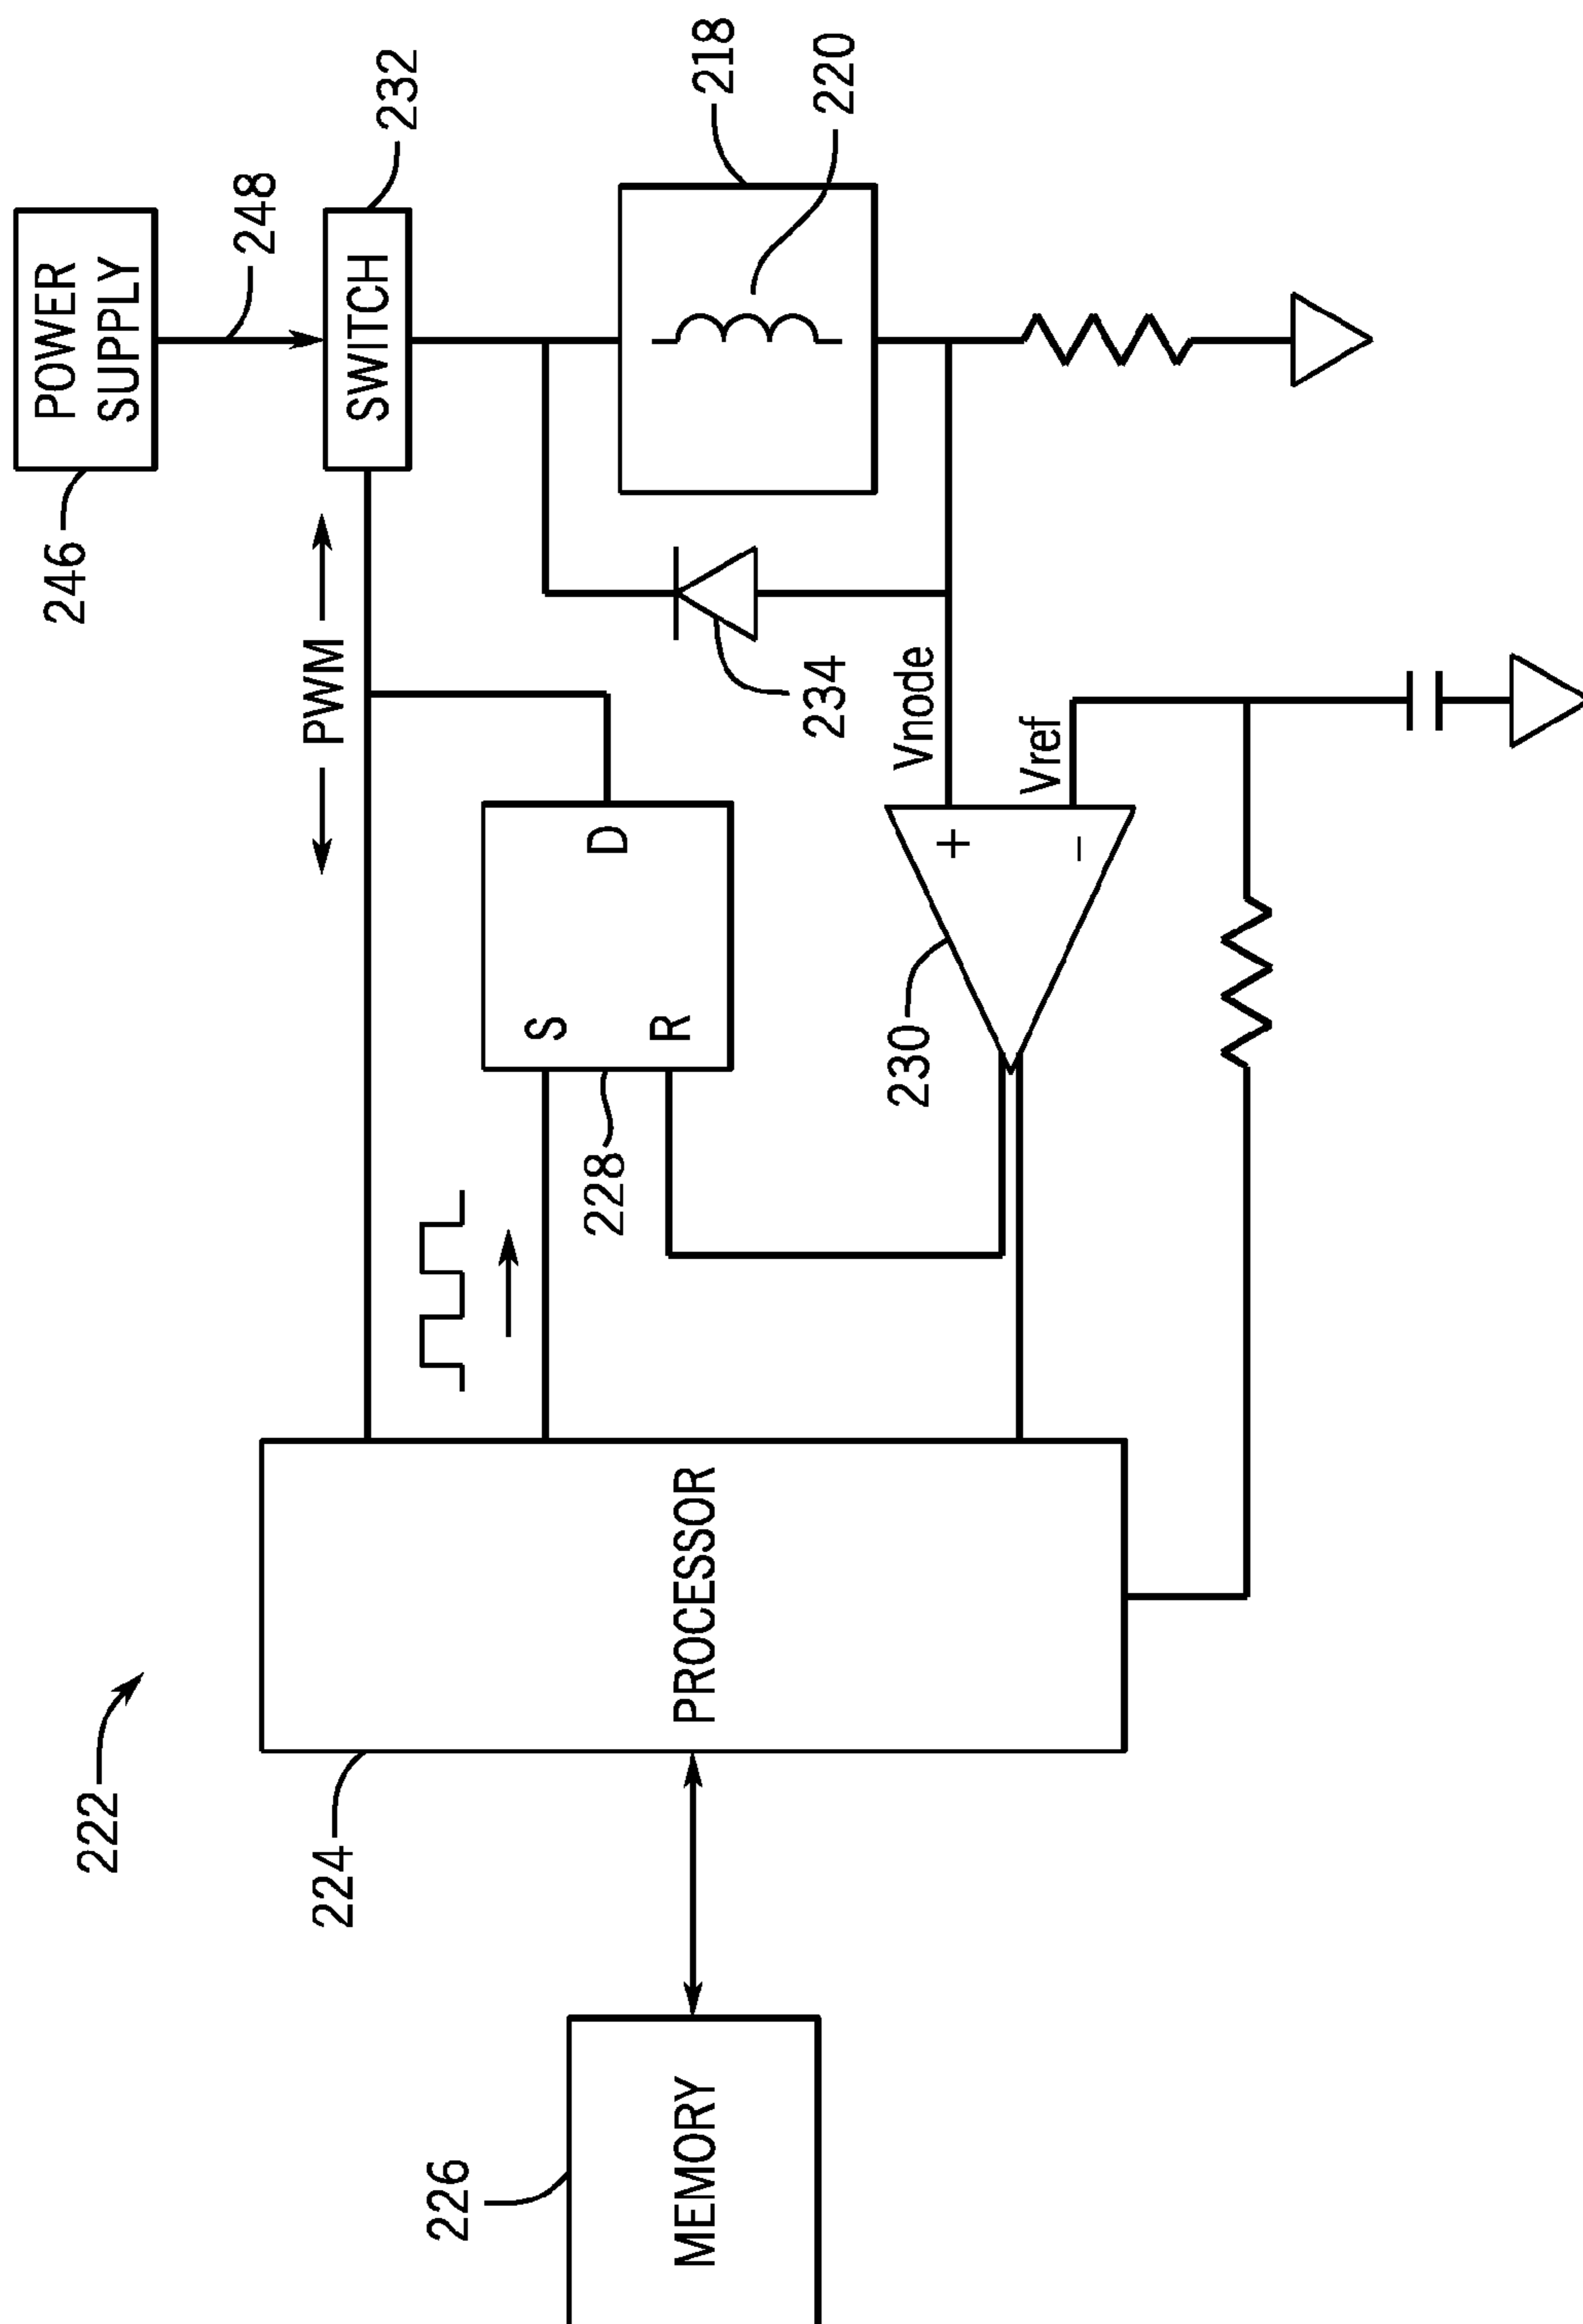 222
224
226
MEMORY
PROCESSOR
228
S
R
D
PWM
246
POWER
SUPPLY
248
SWITCH
232
218
220
234
Vnode
Vref
+
−
230